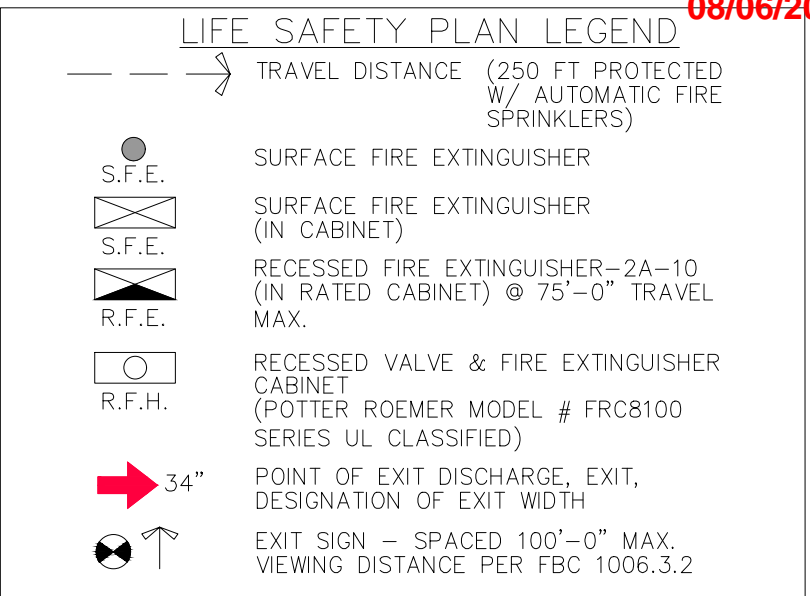 08/06/20
LIFE SAFETY PLAN LEGEND
TRAVEL DISTANCE (250 FT PROTECTED
W/ AUTOMATIC FIRE
SPRINKLERS)
S.F.E.
SURFACE FIRE EXTINGUISHER
S.F.E.
SURFACE FIRE EXTINGUISHER
(IN CABINET)
R.F.E.
RECESSED FIRE EXTINGUISHER-2A-10
(IN RATED CABINET) @ 75'-0" TRAVEL
MAX.
R.F.H.
RECESSED VALVE & FIRE EXTINGUISHER
CABINET
(POTTER ROEMER MODEL # FRC8100
SERIES UL CLASSIFIED)
34"
POINT OF EXIT DISCHARGE, EXIT,
DESIGNATION OF EXIT WIDTH
EXIT SIGN - SPACED 100'-0" MAX.
VIEWING DISTANCE PER FBC 1006.3.2